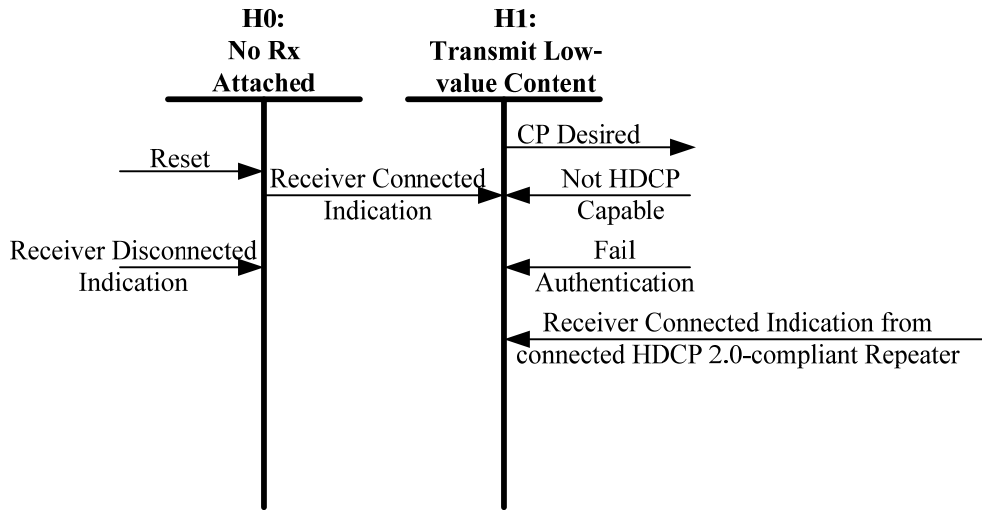 H0:
No Rx
Attached
H1:
Transmit Low-
value Content
CP Desired
Reset
Receiver Connected
Indication
Not HDCP
Capable
Receiver Disconnected
Indication
Fail
Authentication
Receiver Connected Indication from
connected HDCP 2.0-compliant Repeater